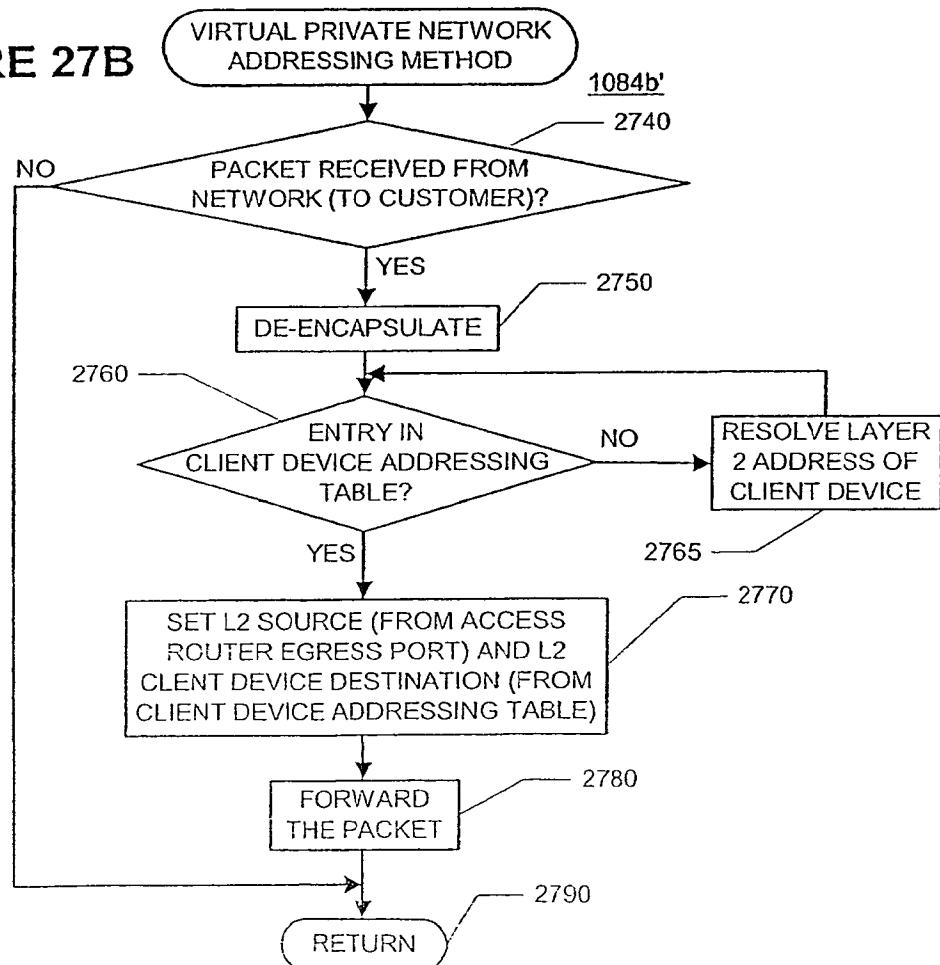 VIRTUAL PRIVATE NETWORK
ADDRESSING METHOD
RE 27B
1084b'
2740
NO
PACKET RECEIVED FROM
NETWORK (TO CUSTOMER)?
YES
2750
DE-ENCAPSULATE
2760
ENTRY IN
CLIENT DEVICE ADDRESSING
TABLE?
NO
RESOLVE LAYER
2 ADDRESS OF
CLIENT DEVICE
2765
YES
2770
SET L2 SOURCE (FROM ACCESS
ROUTER EGRESS PORT) AND L2
CLENT DEVICE DESTINATION (FROM
CLIENT DEVICE ADDRESSING TABLE)
2780
FORWARD
THE PACKET
2790
RETURN